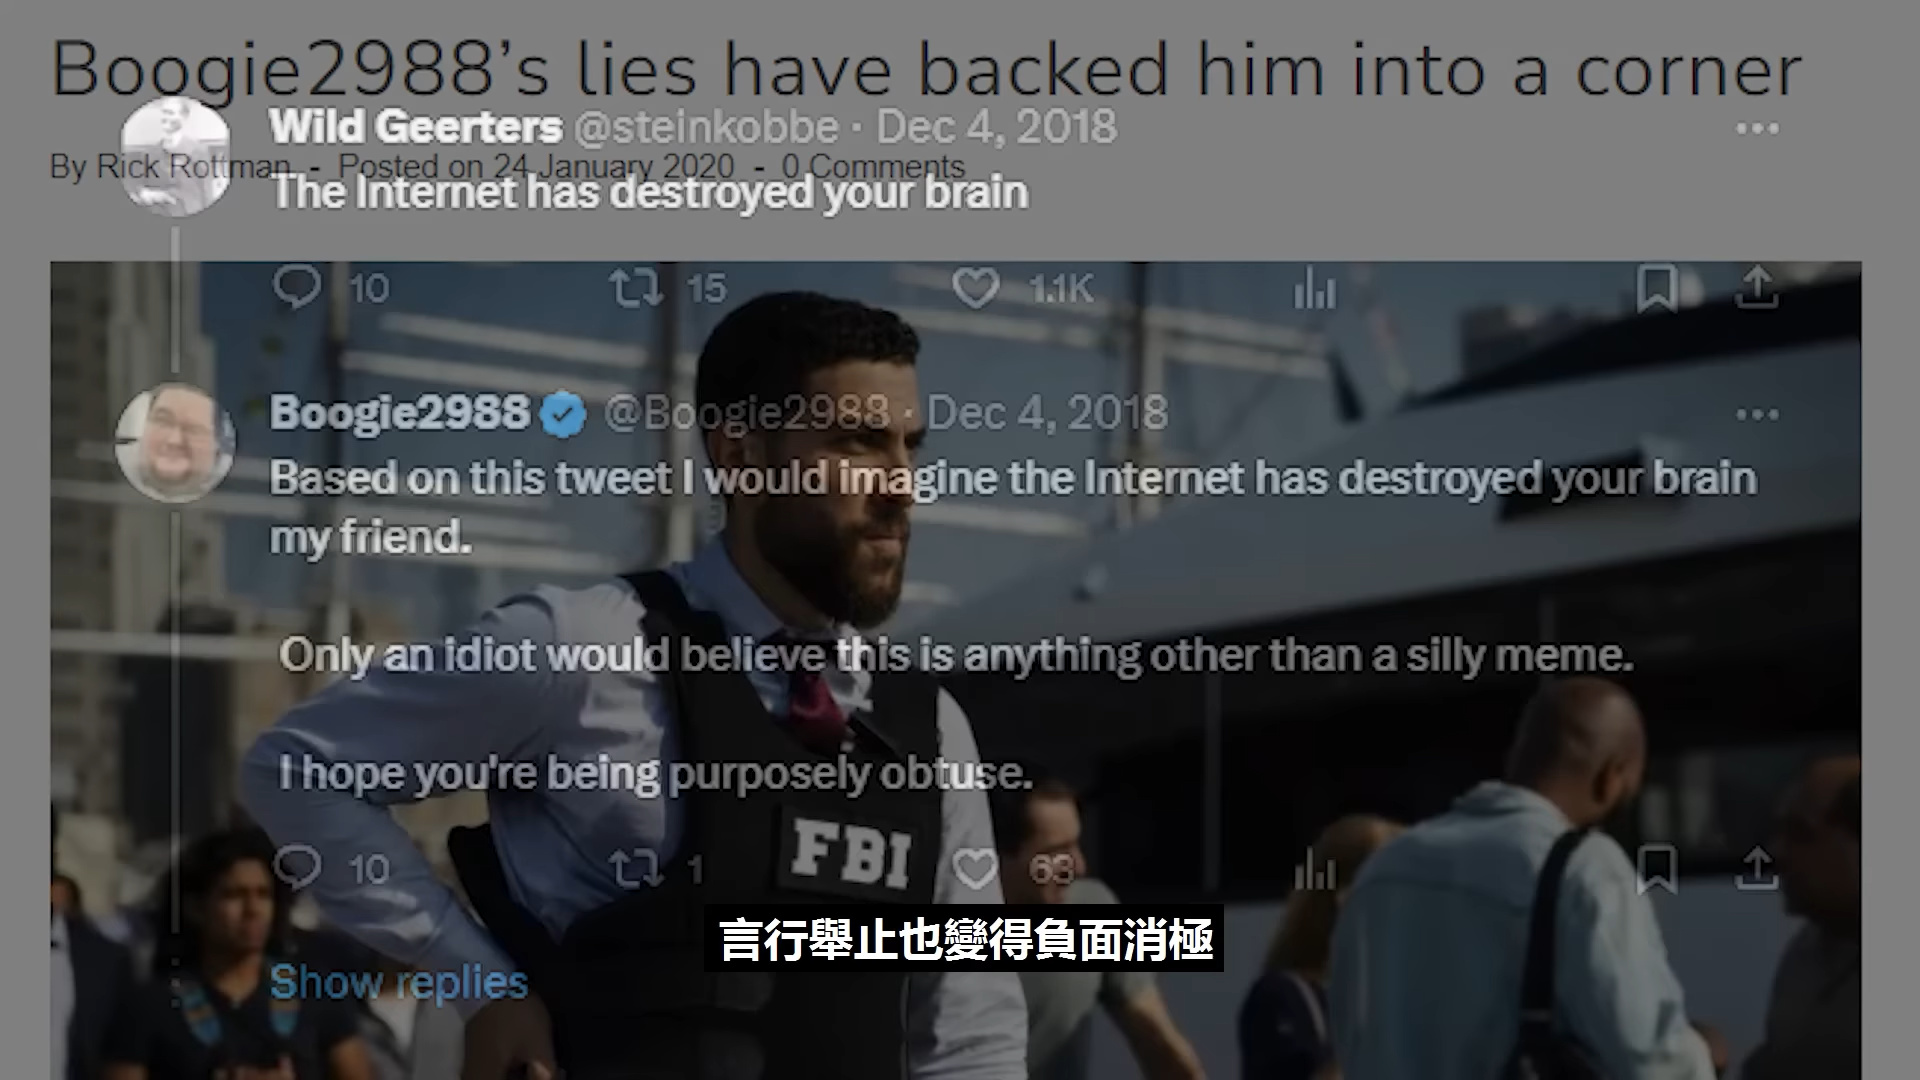 Boogie2988’s lies have backed him into a corner
Wild Geerters @steinkobbe · Dec 4, 2018
By Rick Rottman - Posted on 24 January 2020 - 0 Comments
The Internet has destroyed your brain
10 15 1.1K
Boogie2988 @Boogie2988 · Dec 4, 2018
Based on this tweet I would imagine the Internet has destroyed your brain
my friend.
Only an idiot would believe this is anything other than a silly meme.
I hope you're being purposely obtuse.
FBI
10 1 63
言行舉止也變得負面消極
Show replies